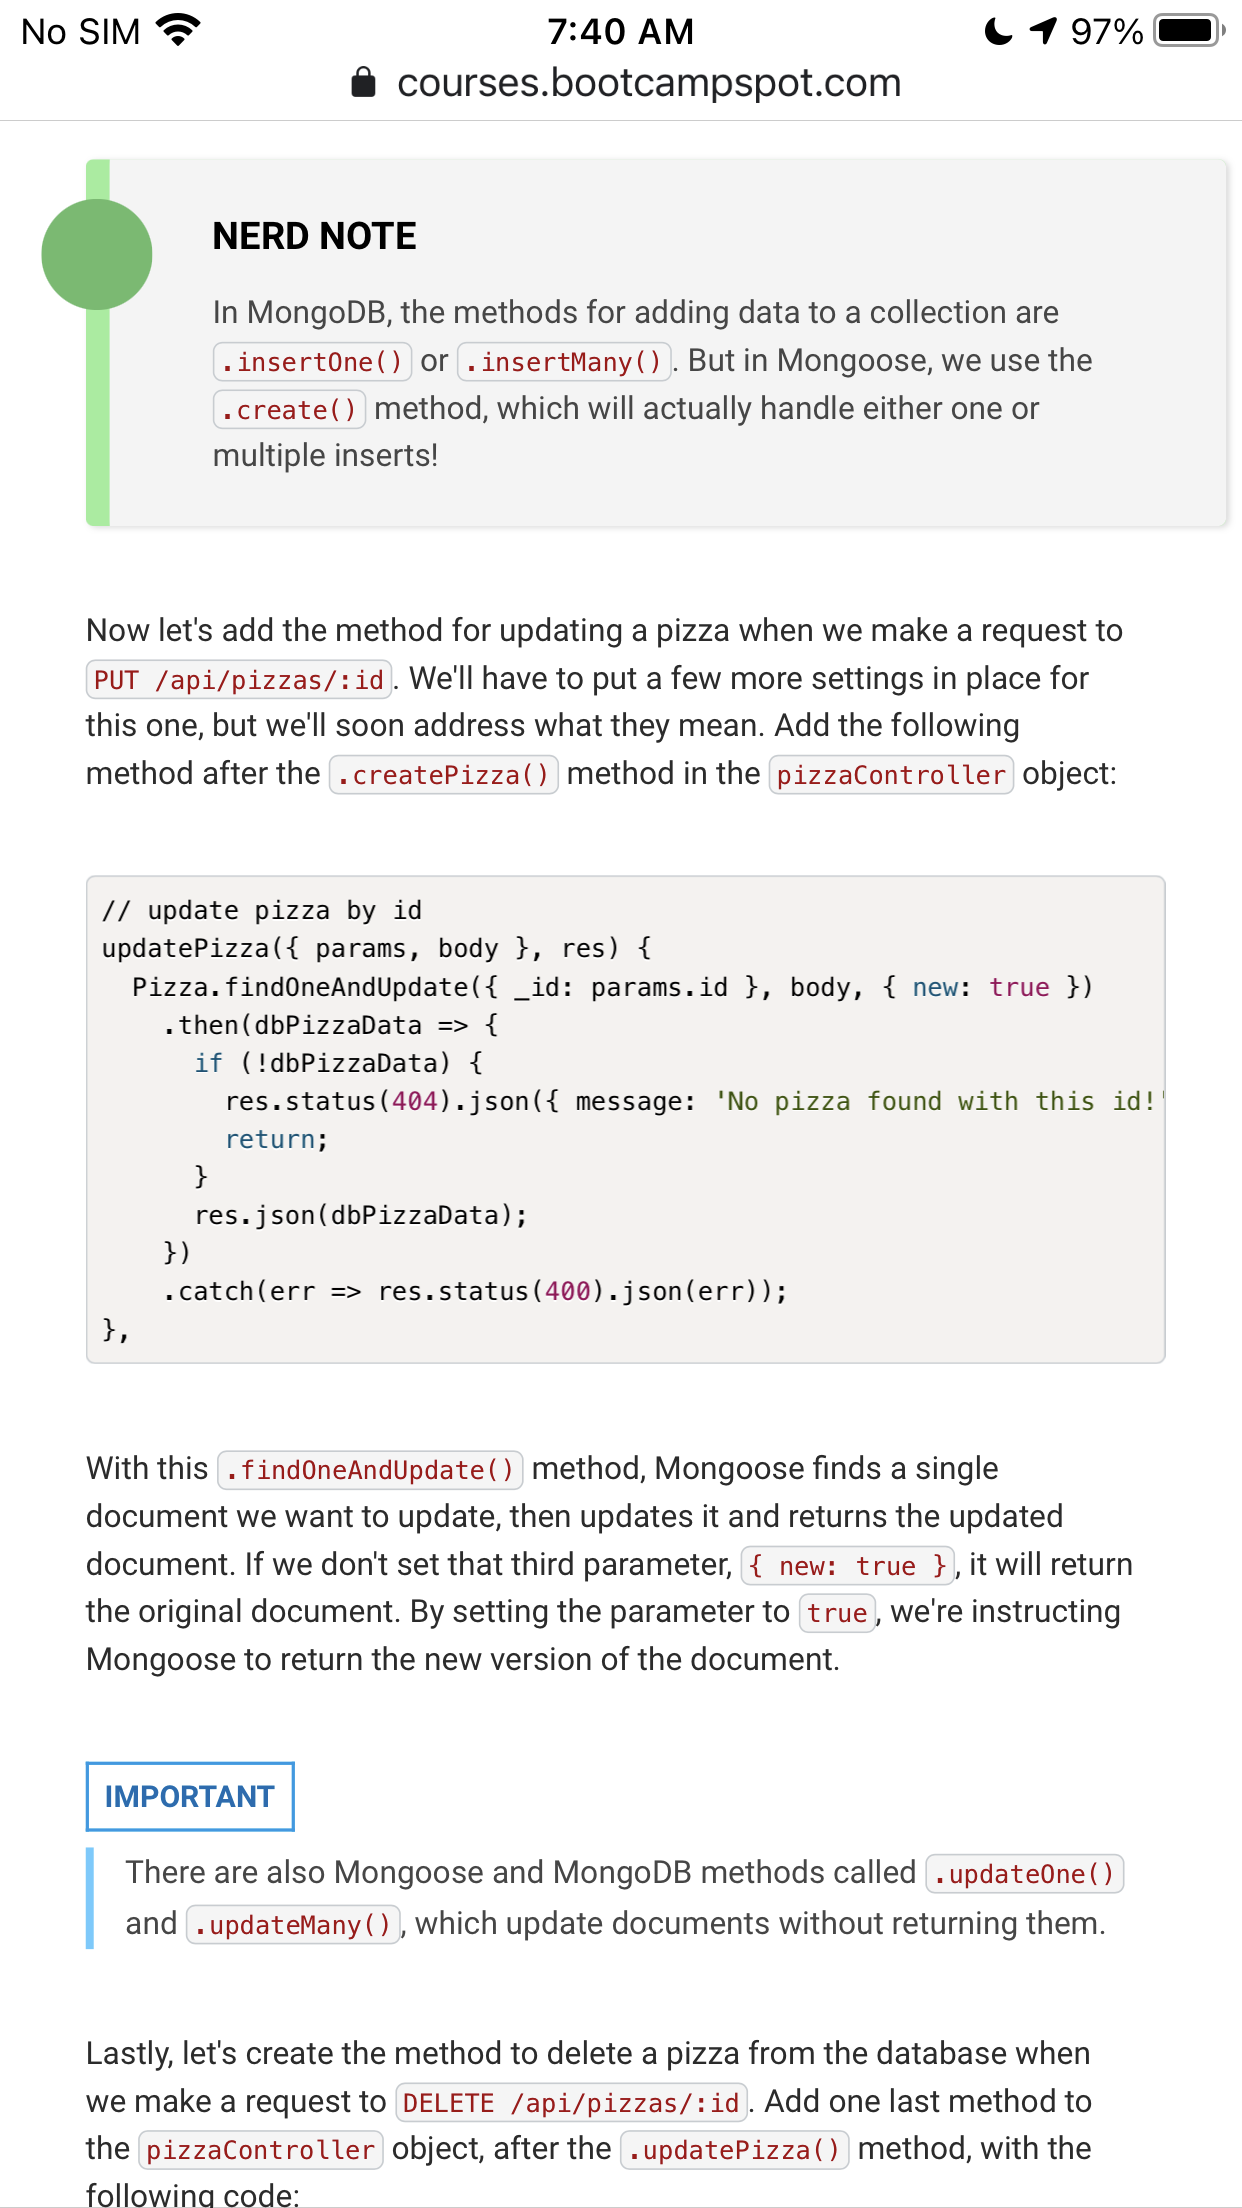 No SIM 7:40 AM 97%
courses.bootcampspot.com
NERD NOTE
In MongoDB, the methods for adding data to a collection are
.insertOne() or .insertMany(). But in Mongoose, we use the
.create() method, which will actually handle either one or
multiple inserts!
Now let's add the method for updating a pizza when we make a request to
PUT /api/pizzas/:id. We'll have to put a few more settings in place for
this one, but we'll soon address what they mean. Add the following
method after the .createPizza() method in the pizzaController object:
// update pizza by id
updatePizza({ params, body }, res) {
  Pizza.findOneAndUpdate({ _id: params.id }, body, { new: true })
    .then(dbPizzaData => {
      if (!dbPizzaData) {
        res.status(404).json({ message: 'No pizza found with this id!'
        return;
      }
      res.json(dbPizzaData);
    })
    .catch(err => res.status(400).json(err));
},
With this .findOneAndUpdate() method, Mongoose finds a single
document we want to update, then updates it and returns the updated
document. If we don't set that third parameter, { new: true }, it will return
the original document. By setting the parameter to true, we're instructing
Mongoose to return the new version of the document.
IMPORTANT
There are also Mongoose and MongoDB methods called .updateOne()
and .updateMany(), which update documents without returning them.
Lastly, let's create the method to delete a pizza from the database when
we make a request to DELETE /api/pizzas/:id. Add one last method to
the pizzaController object, after the .updatePizza() method, with the
following code: